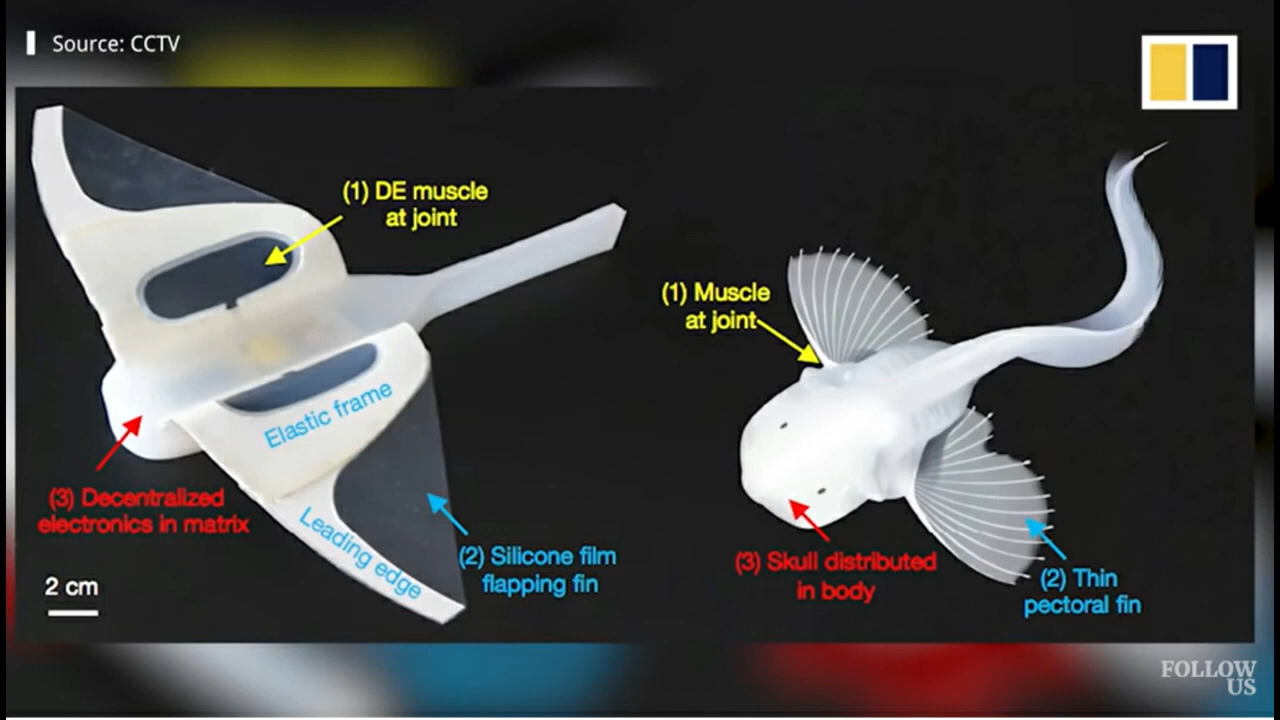 Source: CCTV
(1) DE muscle
at joint
(1) Muscle
at joint
Elastic frame
(3) Decentralized
electronics in matrix
Leading edge
(2) Silicone film
flapping fin
(3) Skull distributed
in body
(2) Thin
pectoral fin
2 cm
FOLLOW
US